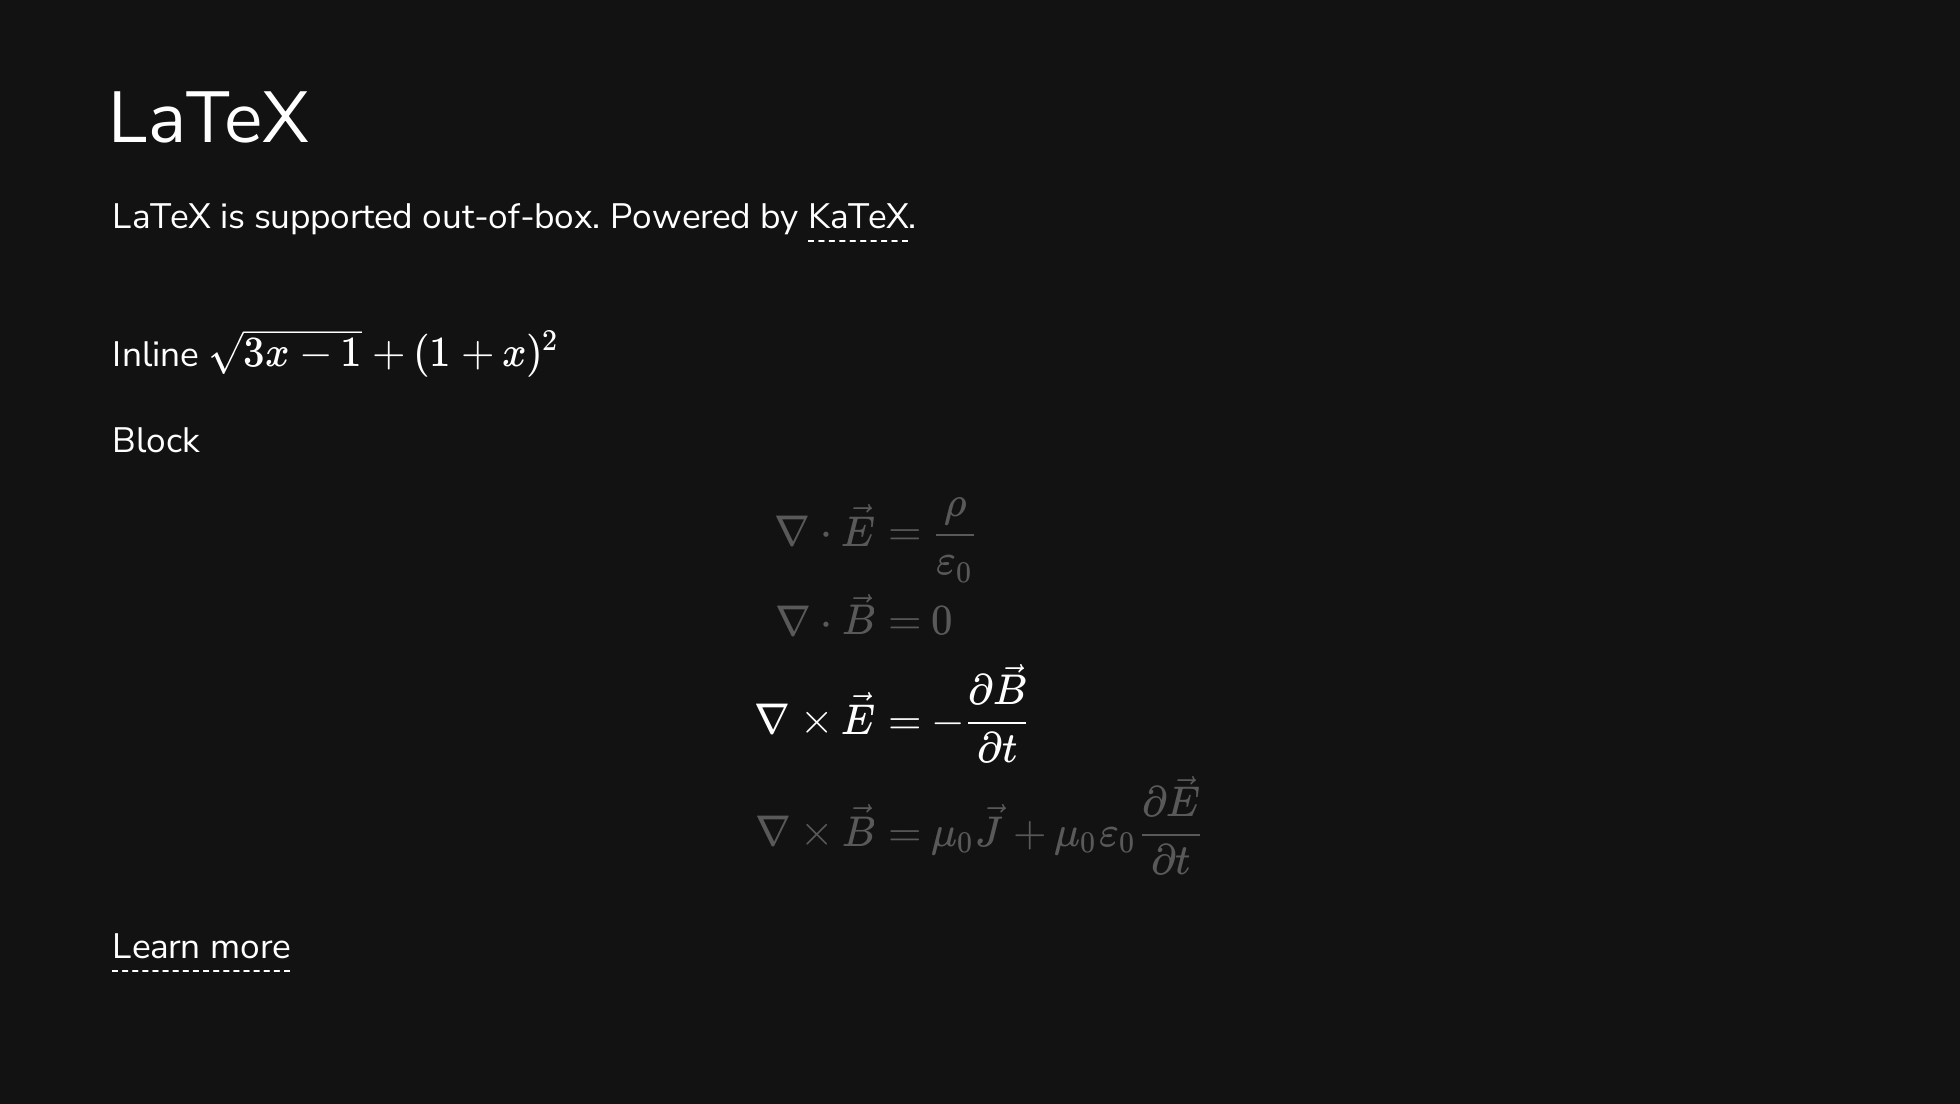 LaTeX
LaTeX is supported out-of-box. Powered by KaTeX.
Inline √(3x − 1) + (1 + x)²
Block
∇ · E⃗ = ρ/ε₀
∇ · B⃗ = 0
∇ × E⃗ = −∂B⃗/∂t
∇ × B⃗ = μ₀J⃗ + μ₀ε₀ ∂E⃗/∂t
Learn more